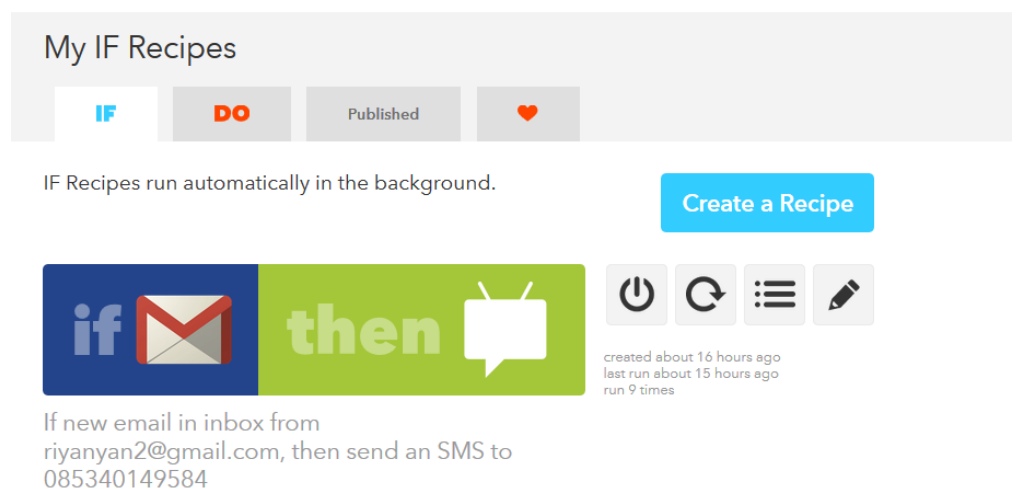 My IF Recipes
IF
DO
Published
IF Recipes run automatically in the background.
Create a Recipe
if
then
created about 16 hours ago
last run about 15 hours ago
run 9 times
If new email in inbox from
riyanyan2@gmail.com, then send an SMS to
085340149584